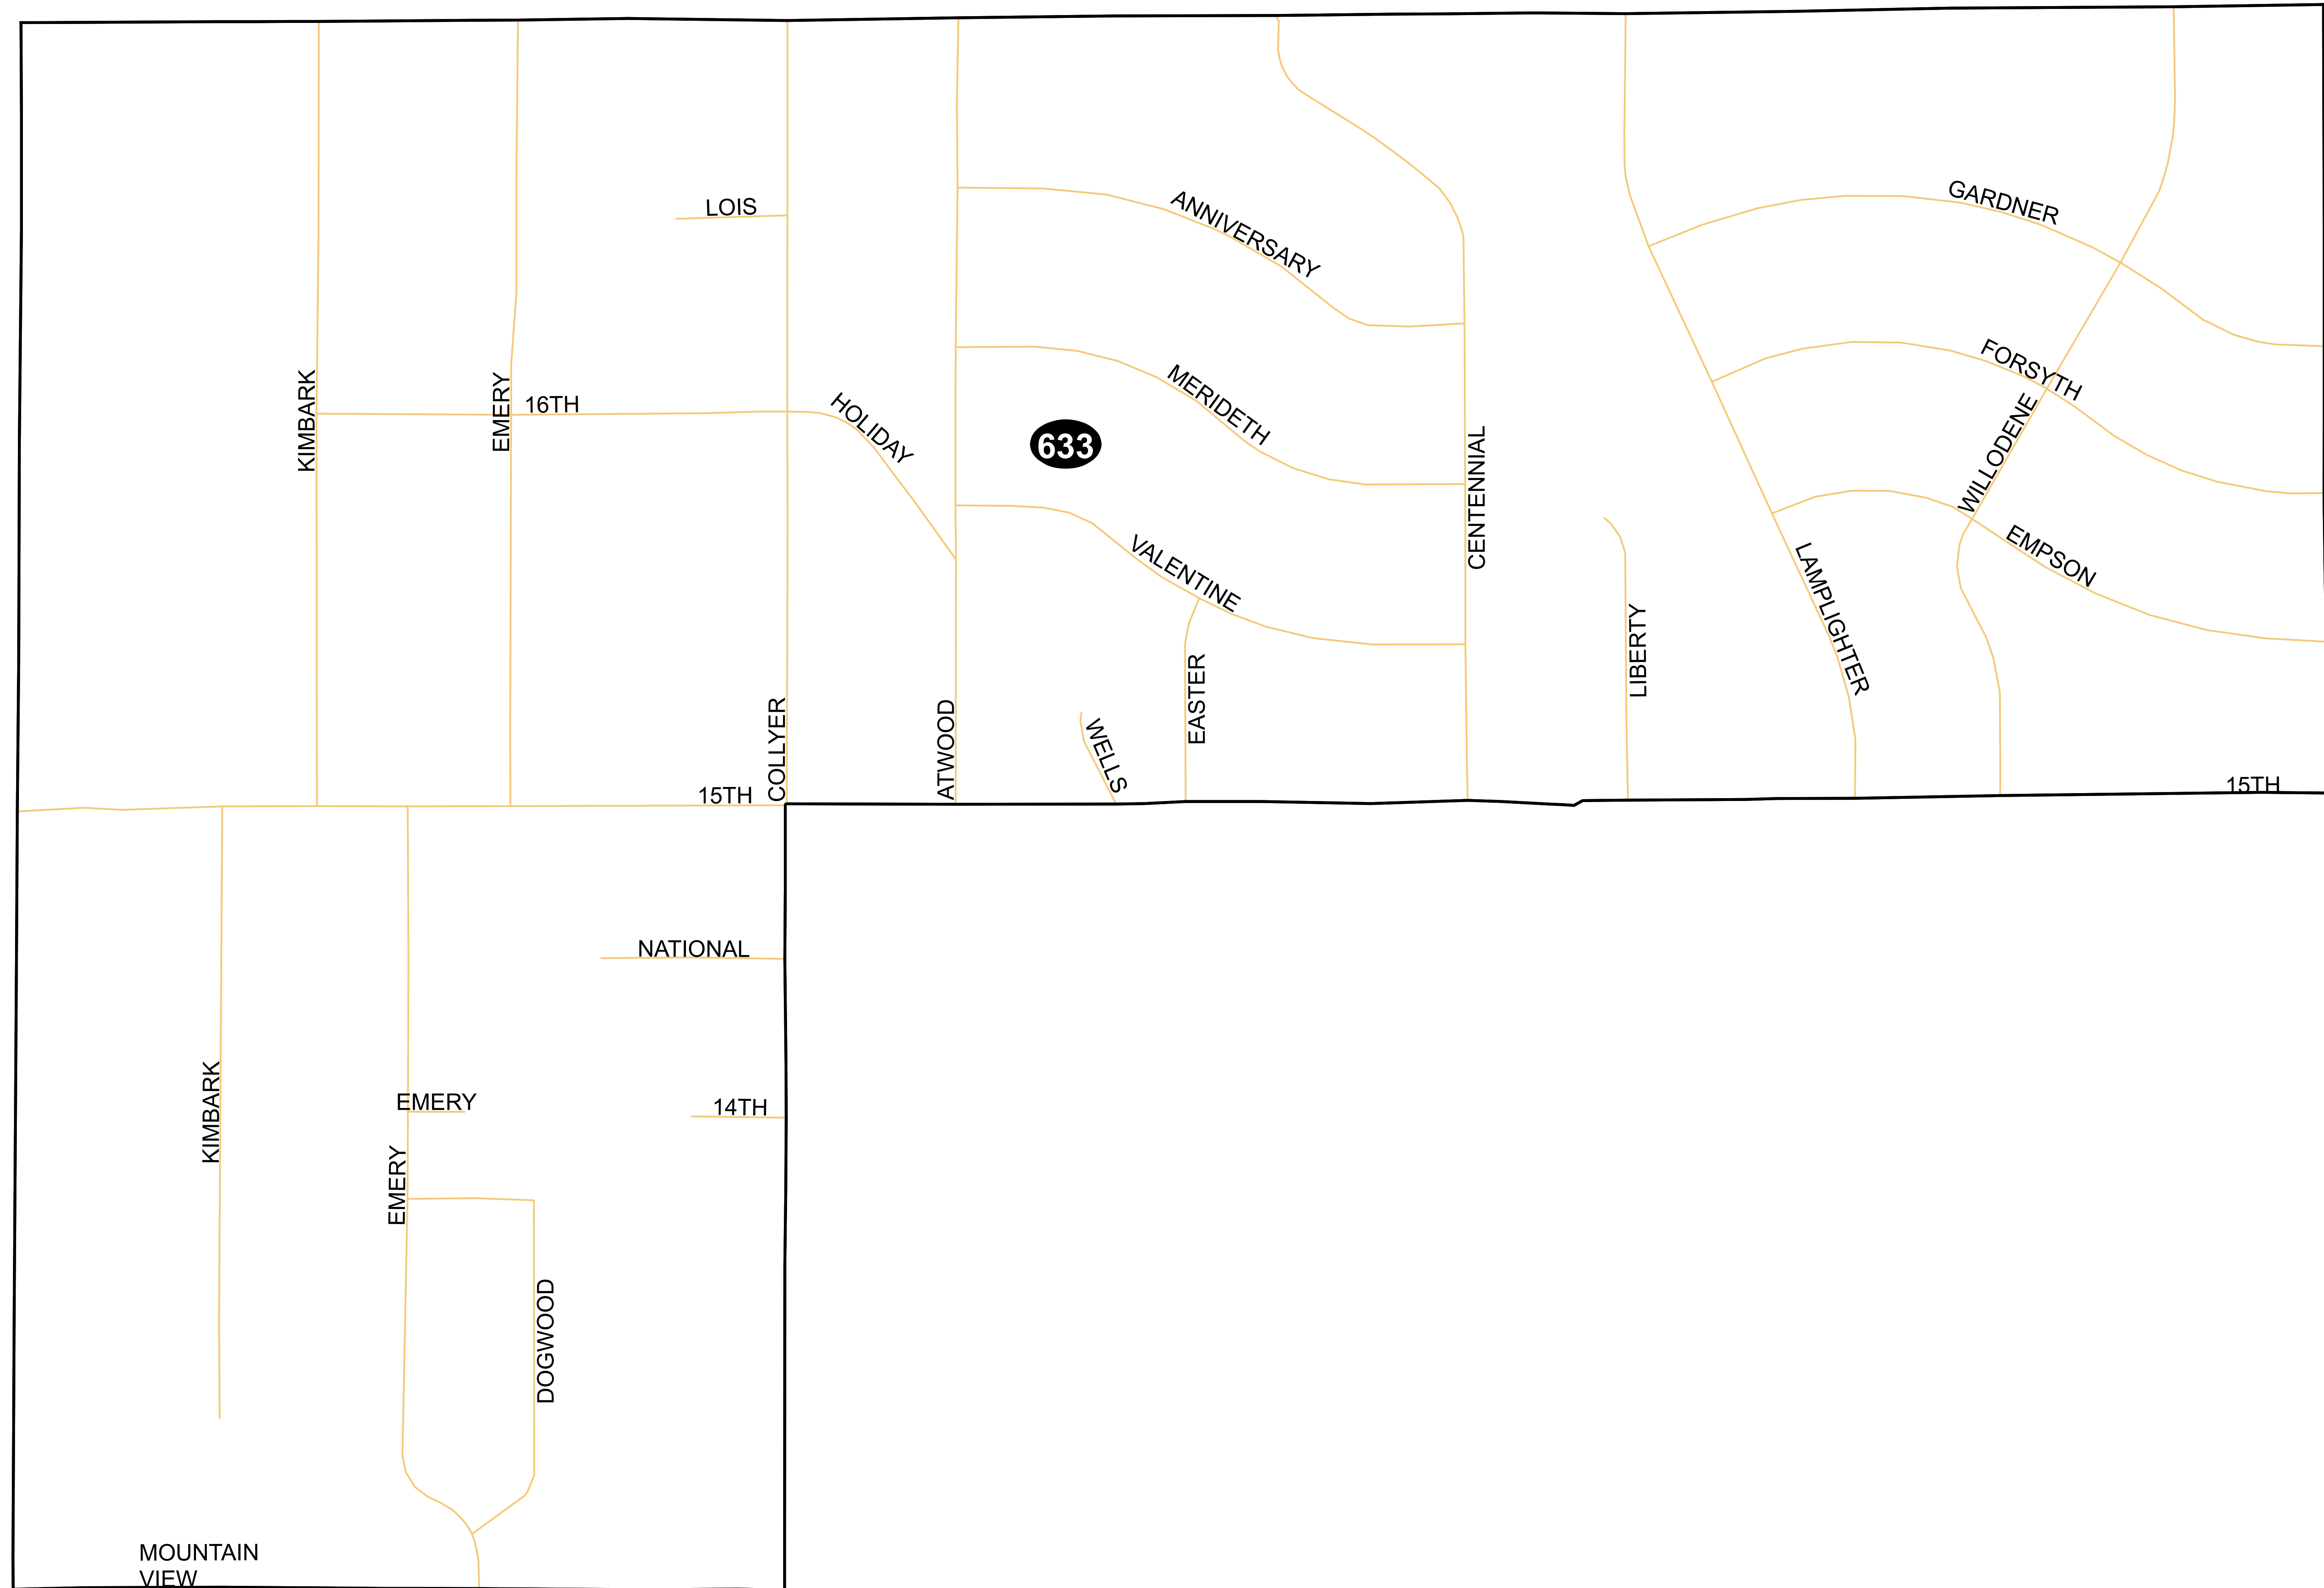 LOIS
ANNIVERSARY
GARDNER
KIMBARK
EMERY
16TH
HOLIDAY
MERIDETH
FORSYTH
633
CENTENNIAL
WILLODENE
VALENTINE
EMPSON
LAMPLIGHTER
LIBERTY
EASTER
COLLYER
ATWOOD
WELLS
15TH
15TH
NATIONAL
KIMBARK
EMERY
14TH
EMERY
DOGWOOD
MOUNTAIN
VIEW